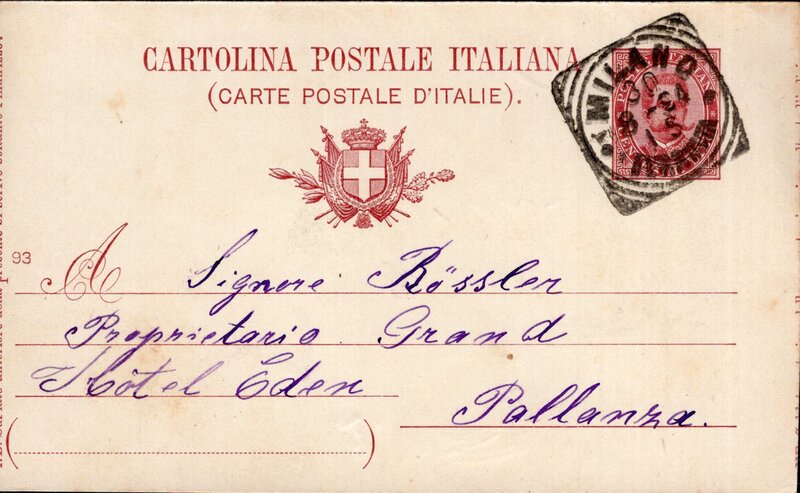 CARTOLINA POSTALE ITALIANA
(CARTE POSTALE D'ITALIE).
MILANO
93
A Signore Rössler
Proprietario Grand
Hôtel Eden
Pallanza.